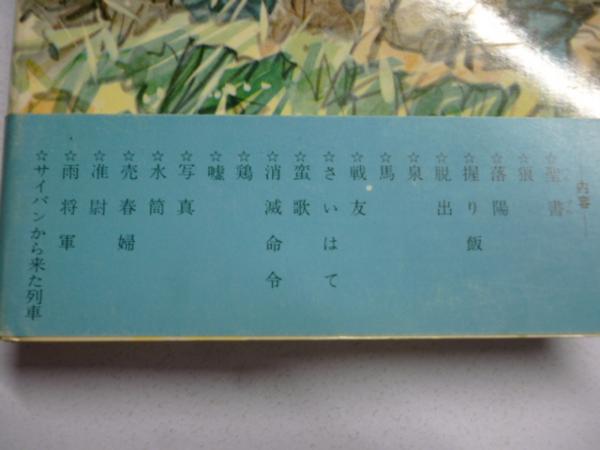 ―内容―
☆聖書
☆狼
☆落陽
☆握り飯
☆脱出
☆泉
☆馬
☆戦友
☆さいはて
☆蛮歌
☆消滅命令
☆鶏
☆嘘
☆写真
☆水筒
☆売春婦
☆准尉
☆雨将軍
☆サイパンから来た列車